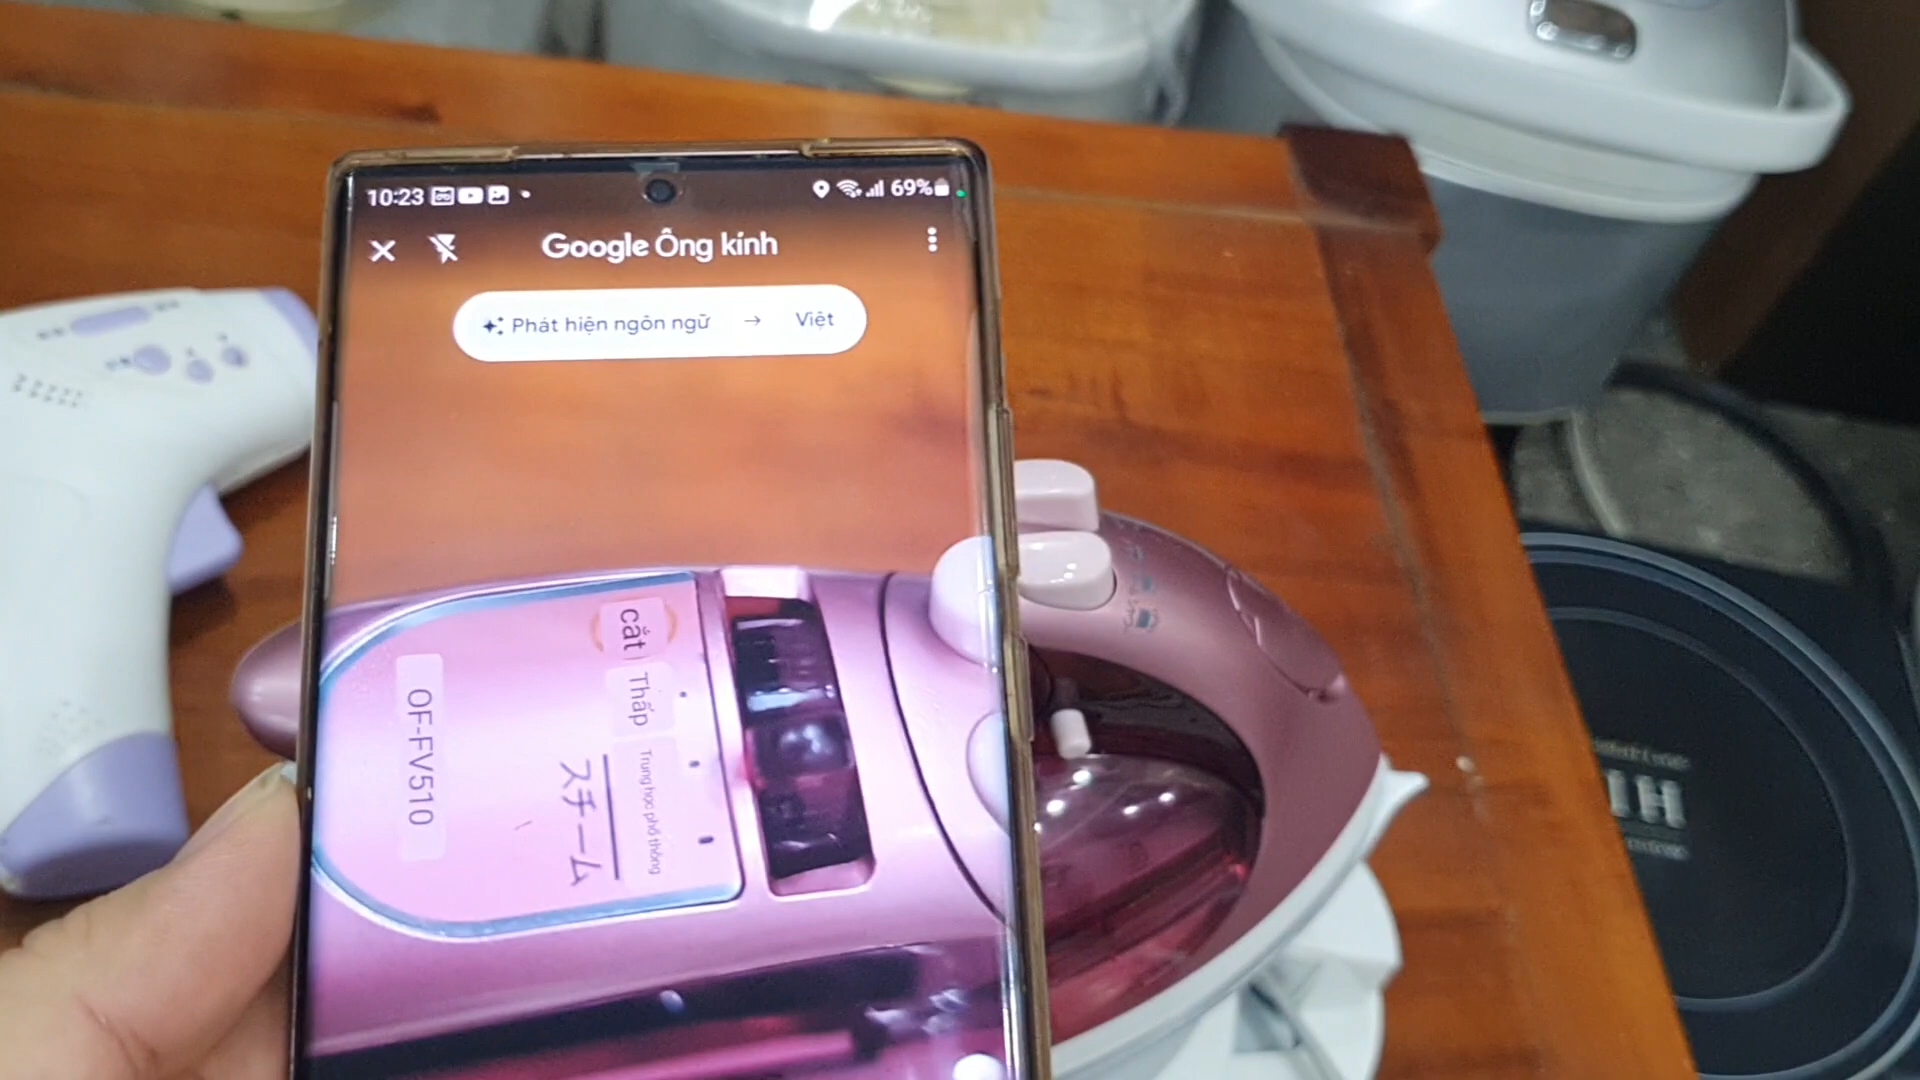 10:23
69%
Google Ống kính
Phát hiện ngôn ngữ → Việt
cắt
Thấp
Trung học phổ thông
スチーム
OF-FV510
IH